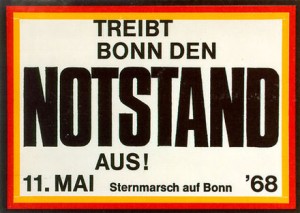 TREIBT
BONN DEN
NOTSTAND
AUS!
11. MAI Sternmarsch auf Bonn '68